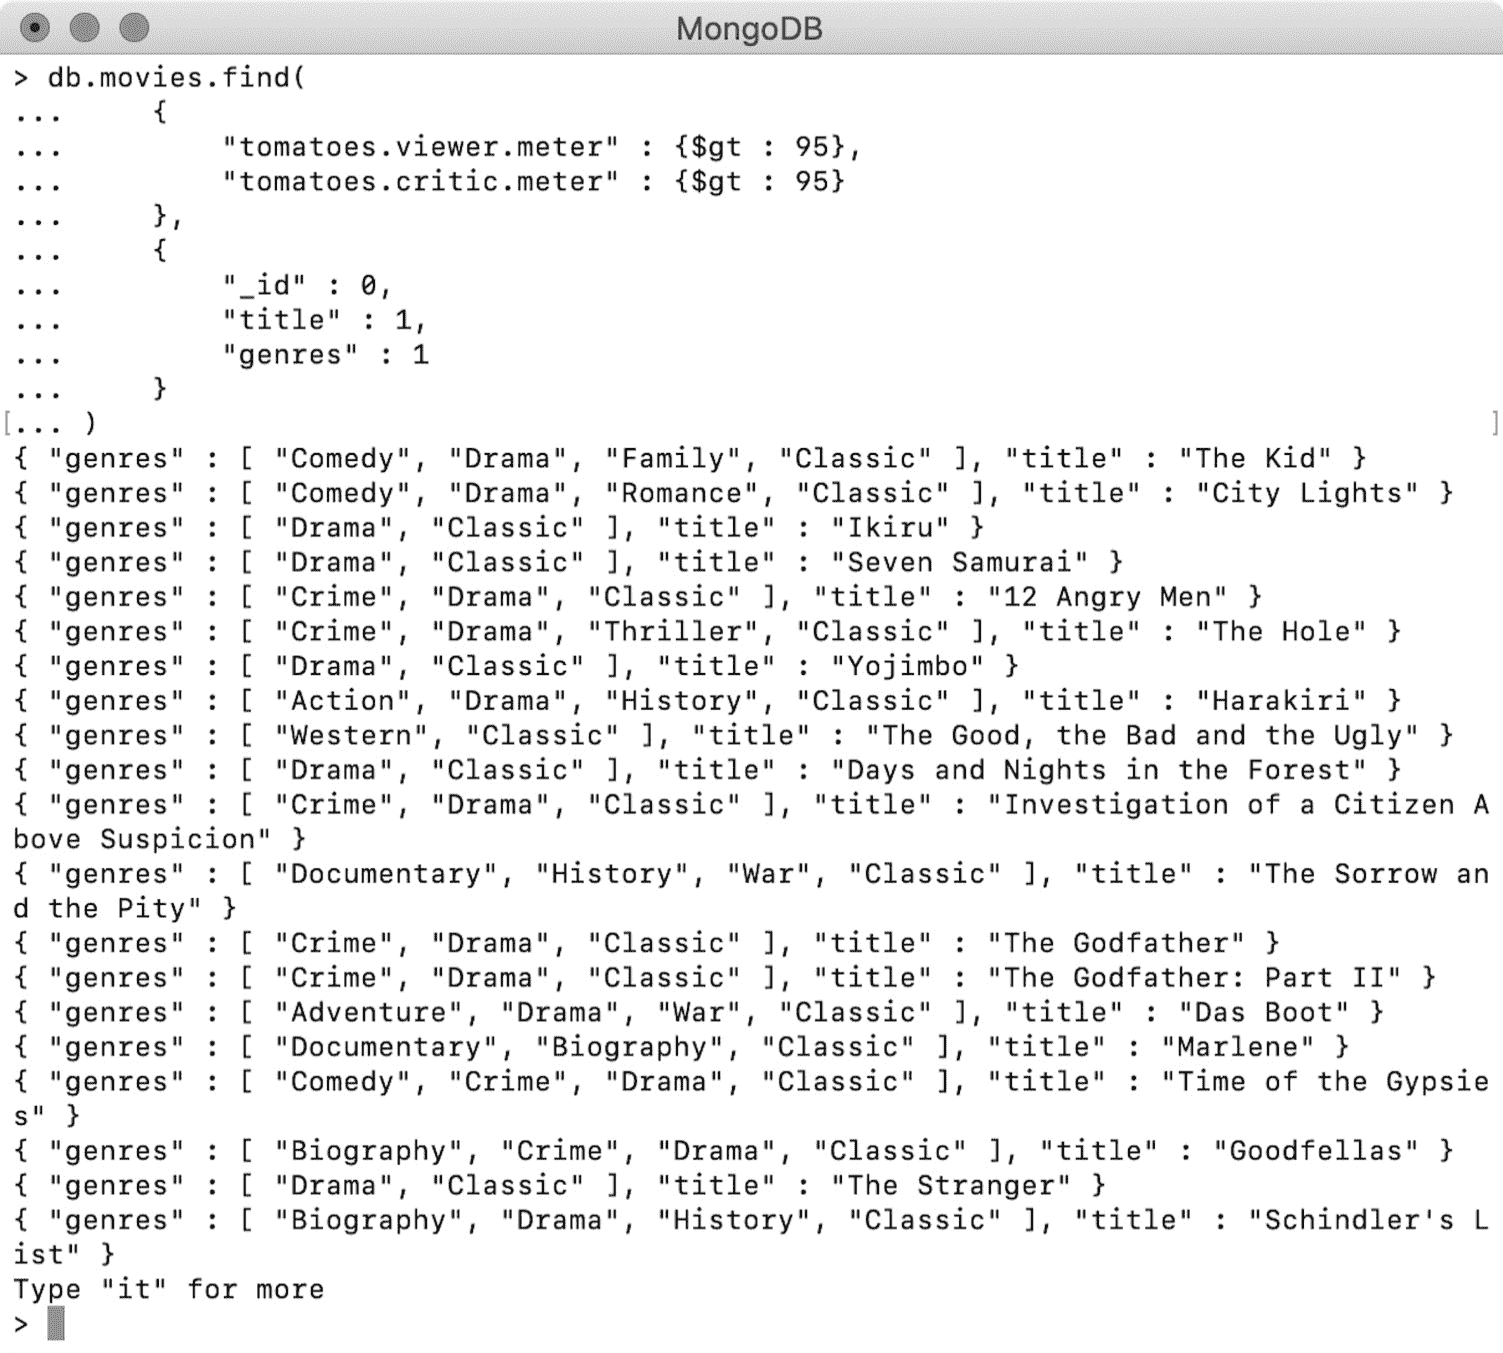 MongoDB
> db.movies.find(
...     {
...         "tomatoes.viewer.meter" : {$gt : 95},
...         "tomatoes.critic.meter" : {$gt : 95}
...     },
...     {
...         "_id" : 0,
...         "title" : 1,
...         "genres" : 1
...     }
[... ) ]
{ "genres" : [ "Comedy", "Drama", "Family", "Classic" ], "title" : "The Kid" }
{ "genres" : [ "Comedy", "Drama", "Romance", "Classic" ], "title" : "City Lights" }
{ "genres" : [ "Drama", "Classic" ], "title" : "Ikiru" }
{ "genres" : [ "Drama", "Classic" ], "title" : "Seven Samurai" }
{ "genres" : [ "Crime", "Drama", "Classic" ], "title" : "12 Angry Men" }
{ "genres" : [ "Crime", "Drama", "Thriller", "Classic" ], "title" : "The Hole" }
{ "genres" : [ "Drama", "Classic" ], "title" : "Yojimbo" }
{ "genres" : [ "Action", "Drama", "History", "Classic" ], "title" : "Harakiri" }
{ "genres" : [ "Western", "Classic" ], "title" : "The Good, the Bad and the Ugly" }
{ "genres" : [ "Drama", "Classic" ], "title" : "Days and Nights in the Forest" }
{ "genres" : [ "Crime", "Drama", "Classic" ], "title" : "Investigation of a Citizen A
bove Suspicion" }
{ "genres" : [ "Documentary", "History", "War", "Classic" ], "title" : "The Sorrow an
d the Pity" }
{ "genres" : [ "Crime", "Drama", "Classic" ], "title" : "The Godfather" }
{ "genres" : [ "Crime", "Drama", "Classic" ], "title" : "The Godfather: Part II" }
{ "genres" : [ "Adventure", "Drama", "War", "Classic" ], "title" : "Das Boot" }
{ "genres" : [ "Documentary", "Biography", "Classic" ], "title" : "Marlene" }
{ "genres" : [ "Comedy", "Crime", "Drama", "Classic" ], "title" : "Time of the Gypsie
s" }
{ "genres" : [ "Biography", "Crime", "Drama", "Classic" ], "title" : "Goodfellas" }
{ "genres" : [ "Drama", "Classic" ], "title" : "The Stranger" }
{ "genres" : [ "Biography", "Drama", "History", "Classic" ], "title" : "Schindler's L
ist" }
Type "it" for more
>